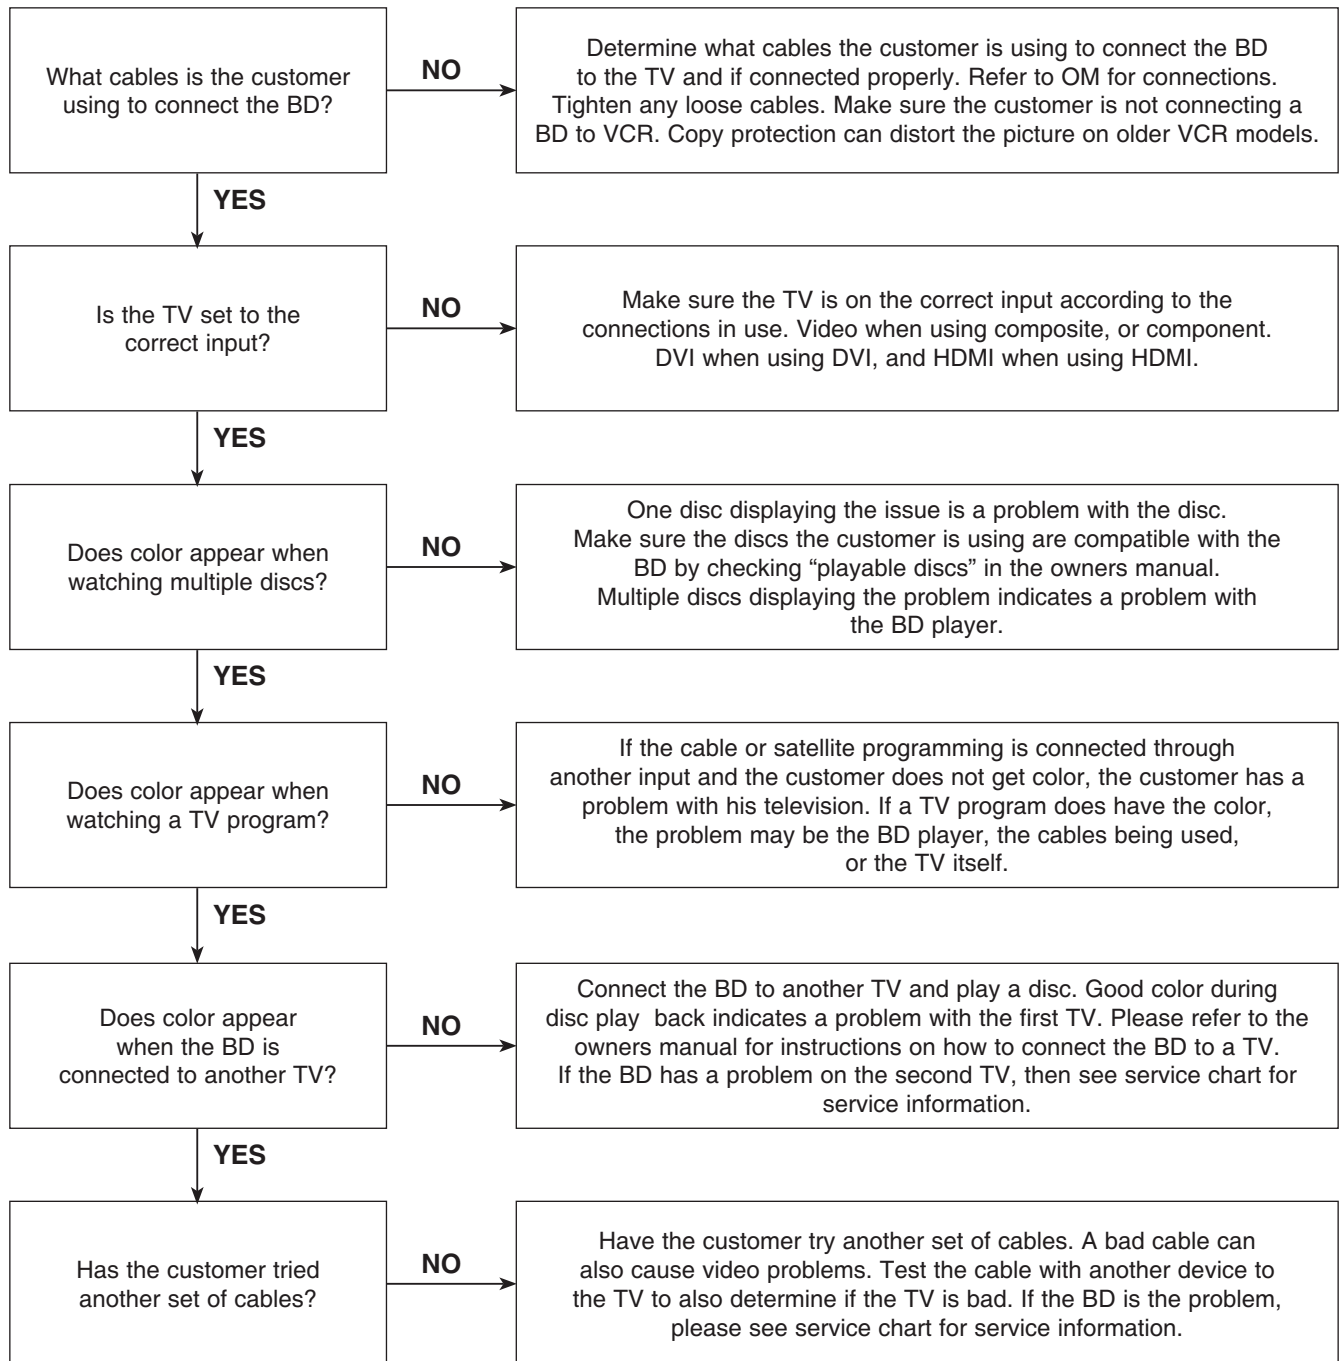 What cables is the customer
using to connect the BD?
NO
Determine what cables the customer is using to connect the BD
to the TV and if connected properly. Refer to OM for connections.
Tighten any loose cables. Make sure the customer is not connecting a
BD to VCR. Copy protection can distort the picture on older VCR models.
YES
Is the TV set to the
correct input?
NO
Make sure the TV is on the correct input according to the
connections in use. Video when using composite, or component.
DVI when using DVI, and HDMI when using HDMI.
YES
Does color appear when
watching multiple discs?
NO
One disc displaying the issue is a problem with the disc.
Make sure the discs the customer is using are compatible with the
BD by checking “playable discs” in the owners manual.
Multiple discs displaying the problem indicates a problem with
the BD player.
YES
Does color appear when
watching a TV program?
NO
If the cable or satellite programming is connected through
another input and the customer does not get color, the customer has a
problem with his television. If a TV program does have the color,
the problem may be the BD player, the cables being used,
or the TV itself.
YES
Does color appear
when the BD is
connected to another TV?
NO
Connect the BD to another TV and play a disc. Good color during
disc play back indicates a problem with the first TV. Please refer to the
owners manual for instructions on how to connect the BD to a TV.
If the BD has a problem on the second TV, then see service chart for
service information.
YES
Has the customer tried
another set of cables?
NO
Have the customer try another set of cables. A bad cable can
also cause video problems. Test the cable with another device to
the TV to also determine if the TV is bad. If the BD is the problem,
please see service chart for service information.